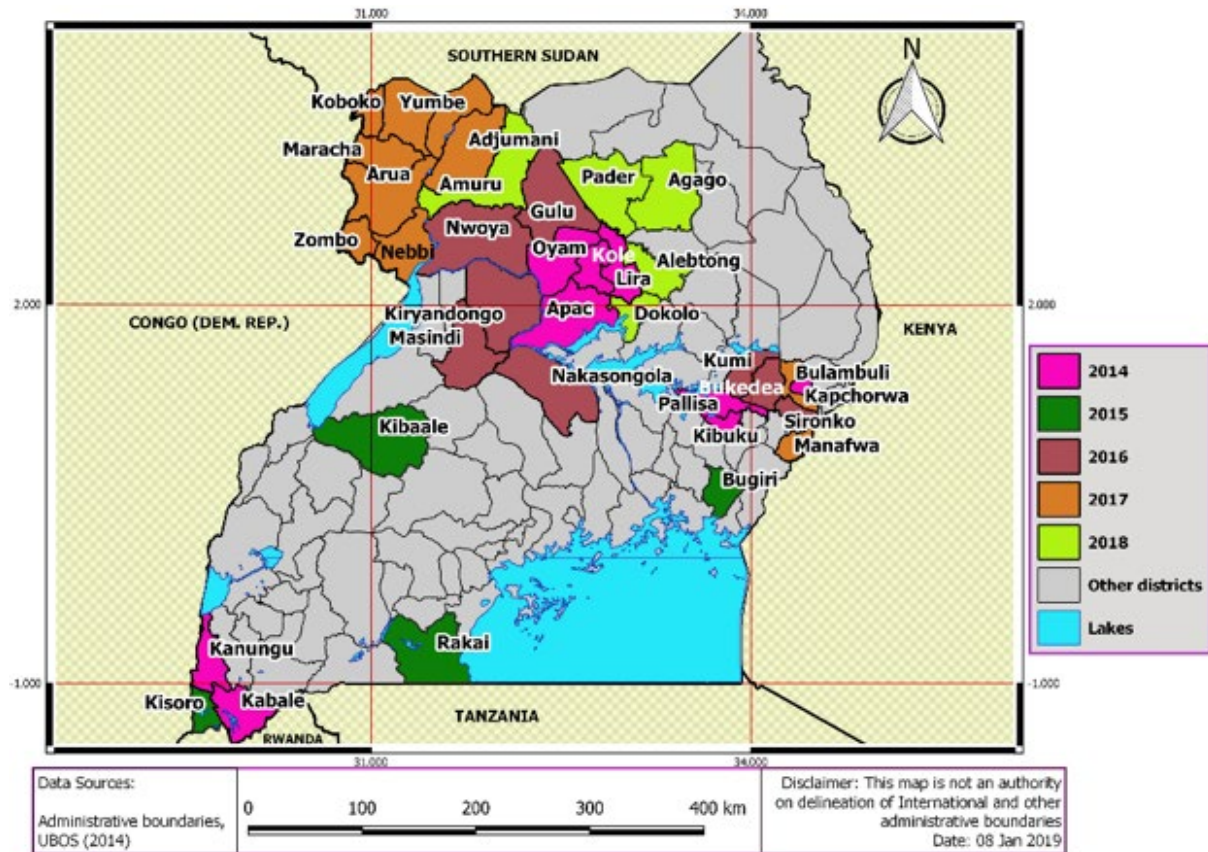 31.000
34.000
SOUTHERN SUDAN
N
Koboko
Yumbe
Adjumani
Maracha
Arua
Pader
Agago
Amuru
Gulu
Nwoya
Zombo
Oyam
Kole
Nebbi
Alebtong
Lira
2.000
2.000
Apac
Dokolo
CONGO (DEM. REP.)
Kiryandongo
KENYA
Masindi
Kumi
Nakasongola
Bulambuli
Bukedea
Kapchorwa
Pallisa
Sironko
Kibaale
Kibuku
Manafwa
Bugiri
Rakai
Kanungu
-1.000
-1.000
Kisoro
Kabale
TANZANIA
RWANDA
31.000
34.000
2014
2015
2016
2017
2018
Other districts
Lakes
Data Sources:
Administrative boundaries,
UBOS (2014)
0 100 200 300 400 km
Disclaimer: This map is not an authority
on delineation of International and other
administrative boundaries
Date: 08 Jan 2019